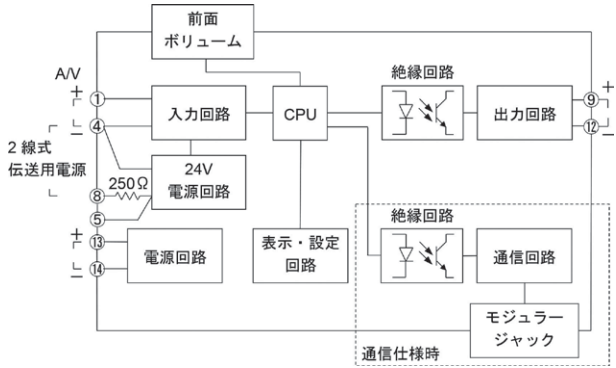 前面
ボリューム
A/V
+
①
−
④
入力回路
CPU
絶縁回路
出力回路
+
⑨
⑫
−
2線式
伝送用電源
24V
電源回路
250Ω
⑧
⑤
+
⑬
−
⑭
電源回路
表示・設定
回路
絶縁回路
通信回路
モジュラー
ジャック
通信仕様時